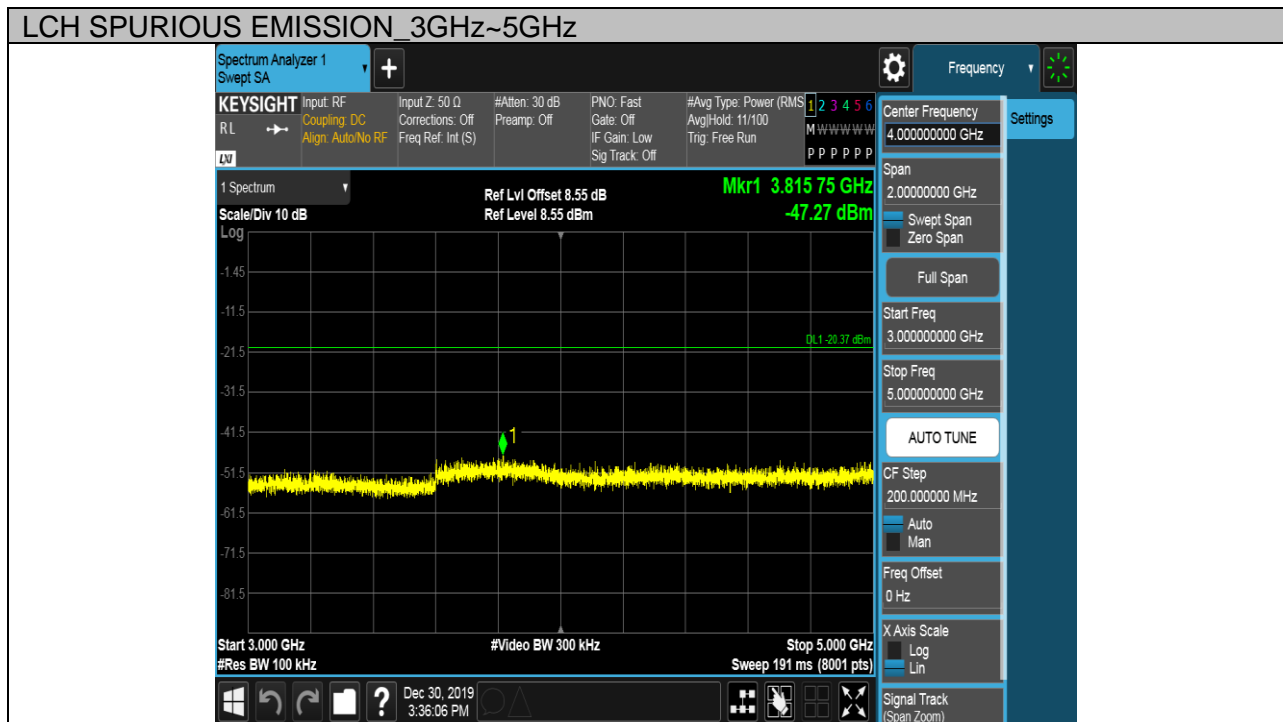 LCH SPURIOUS EMISSION_3GHz~5GHz
Spectrum Analyzer 1
Swept SA
+
Frequency
KEYSIGHT
RL
LXI
Input: RF
Coupling: DC
Align: Auto/No RF
Input Z: 50 Ω
Corrections: Off
Freq Ref: Int (S)
#Atten: 30 dB
Preamp: Off
PNO: Fast
Gate: Off
IF Gain: Low
Sig Track: Off
#Avg Type: Power (RMS
Avg|Hold: 11/100
Trig: Free Run
1 2 3 4 5 6
M W W W W W
P P P P P P
1 Spectrum
Scale/Div 10 dB
Log
Ref Lvl Offset 8.55 dB
Ref Level 8.55 dBm
Mkr1 3.815 75 GHz
-47.27 dBm
-1.45
-11.5
DL1 -20.37 dBm
-21.5
-31.5
-41.5
1
-51.5
-61.5
-71.5
-81.5
Start 3.000 GHz
#Res BW 100 kHz
#Video BW 300 kHz
Stop 5.000 GHz
Sweep 191 ms (8001 pts)
Center Frequency
4.000000000 GHz
Settings
Span
2.00000000 GHz
Swept Span
Zero Span
Full Span
Start Freq
3.000000000 GHz
Stop Freq
5.000000000 GHz
AUTO TUNE
CF Step
200.000000 MHz
Auto
Man
Freq Offset
0 Hz
X Axis Scale
Log
Lin
Signal Track
(Span Zoom)
?
Dec 30, 2019
3:36:06 PM